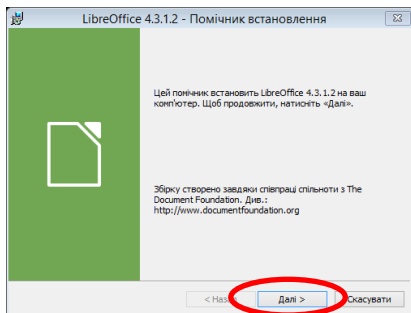 LibreOffice 4.3.1.2 - Помічник встановлення
Цей помічник встановить LibreOffice 4.3.1.2 на ваш
комп'ютер. Щоб продовжити, натисніть «Далі».
Збірку створено завдяки співпраці спільноти з The
Document Foundation. Див.:
http://www.documentfoundation.org
< Назад Далі > Скасувати